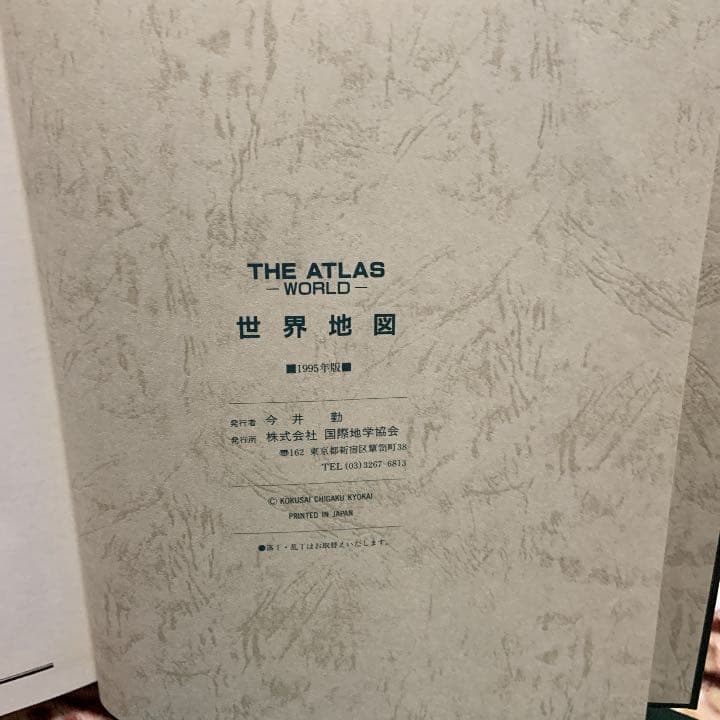 THE ATLAS
— WORLD —
世界地図
■1995年版■
発行者 今井 勤
発行所 株式会社 国際地学協会
〒162 東京都新宿区箪笥町38
TEL (03)3267-6813
© KOKUSAI CHIGAKU KYOKAI
PRINTED IN JAPAN
●落丁・乱丁はお取替えいたします。